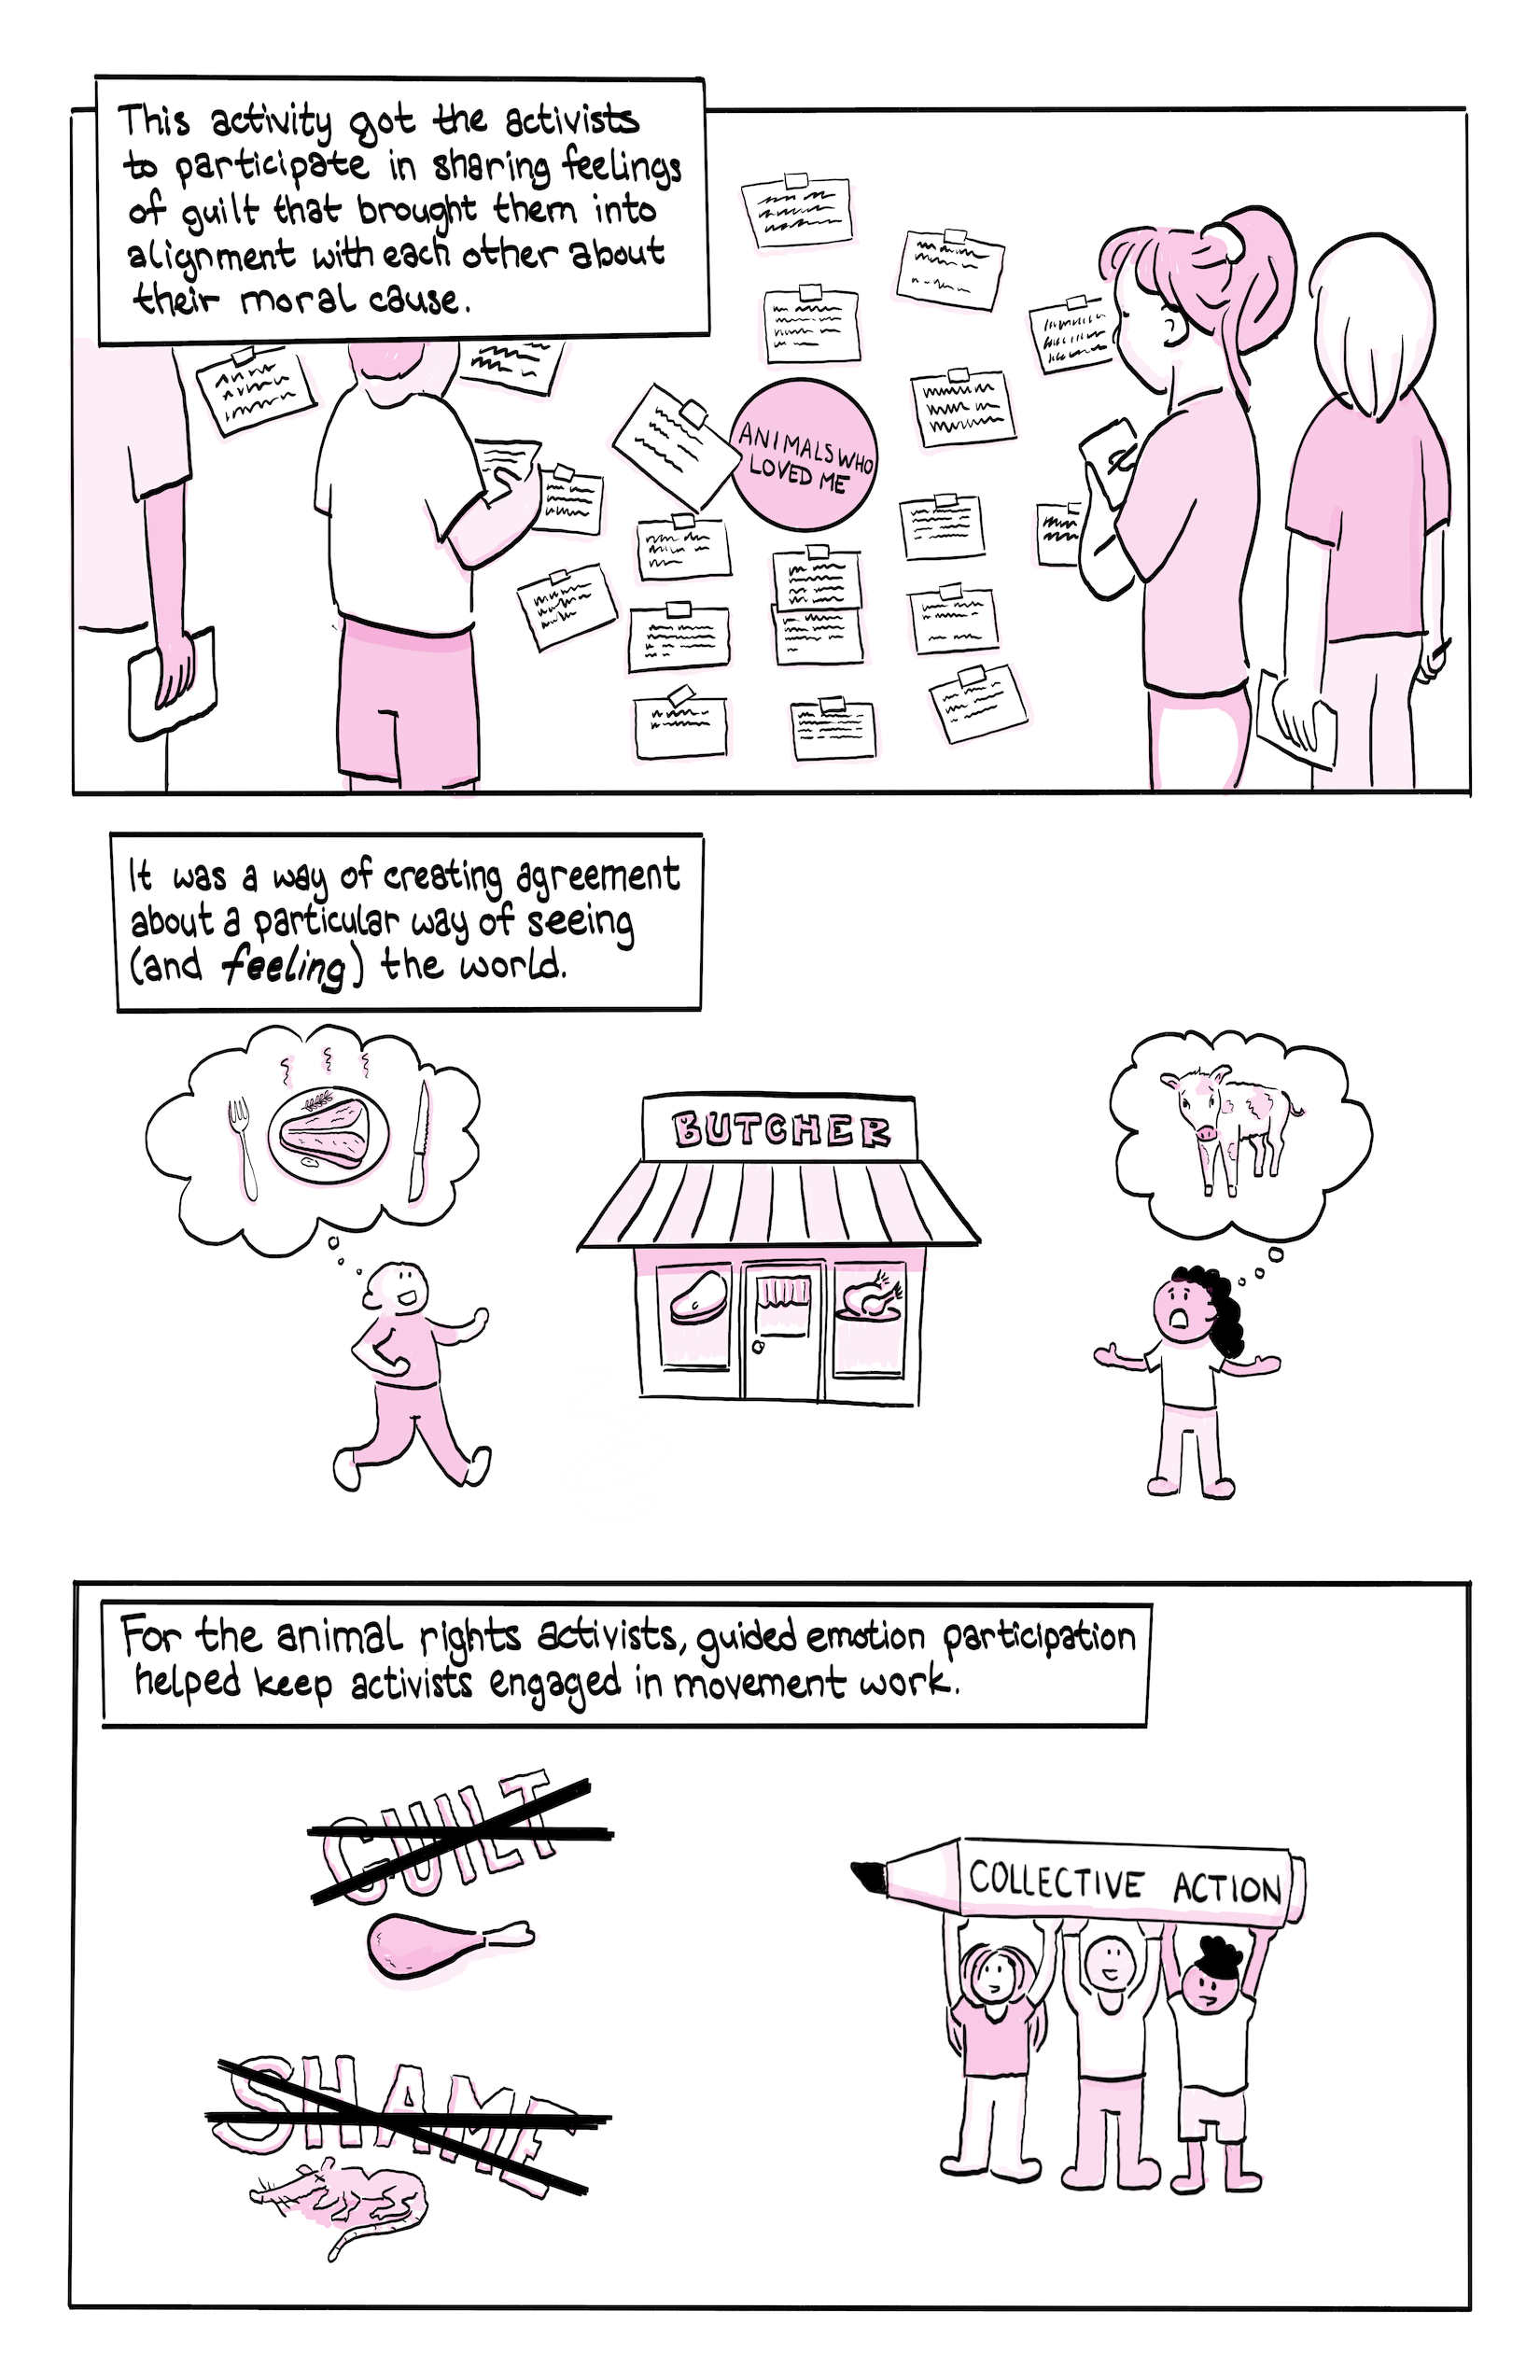 This activity got the activists
to participate in sharing feelings
of guilt that brought them into
alignment with each other about
their moral cause.
ANIMALS WHO
LOVED ME
It was a way of creating agreement
about a particular way of seeing
(and feeling) the world.
BUTCHER
For the animal rights activists, guided emotion participation
helped keep activists engaged in movement work.
GUILT
COLLECTIVE ACTION
SHAME